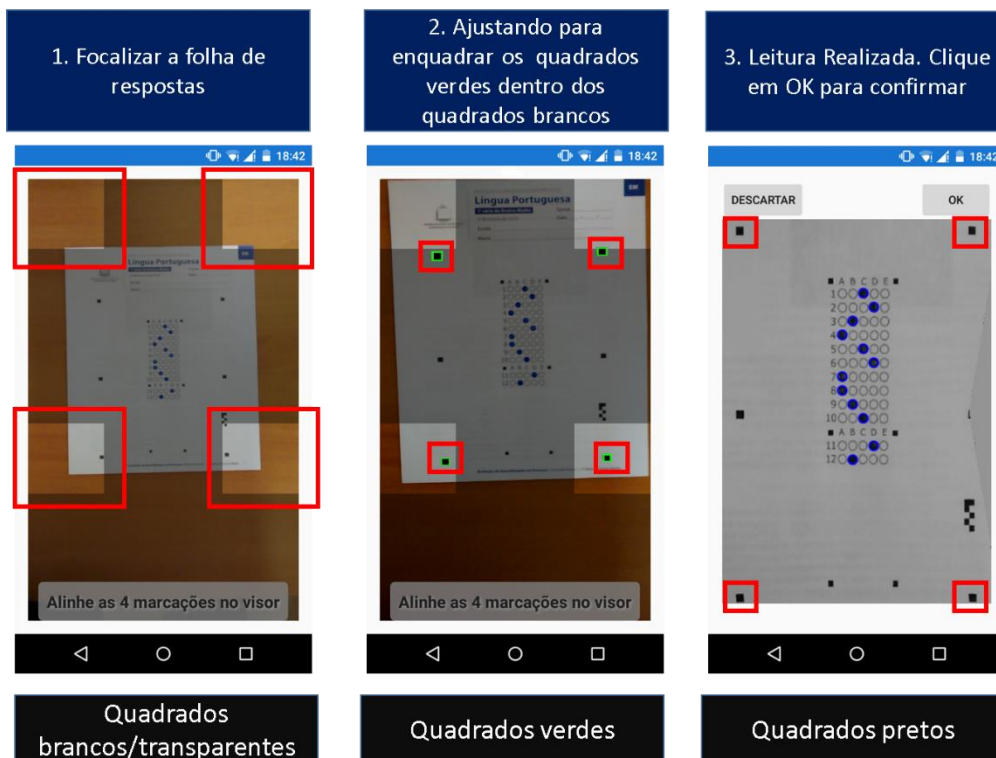 1. Focalizar a folha de
respostas
2. Ajustando para
enquadrar os quadrados
verdes dentro dos
quadrados brancos
3. Leitura Realizada. Clique
em OK para confirmar
18:42
Alinhe as 4 marcações no visor
18:42
EM
Língua Portuguesa
Alinhe as 4 marcações no visor
18:42
DESCARTAR
OK
A B C D E
1
2
3
4
5
6
7
8
9
10
A B C D E
11
12
Quadrados
brancos/transparentes
Quadrados verdes
Quadrados pretos